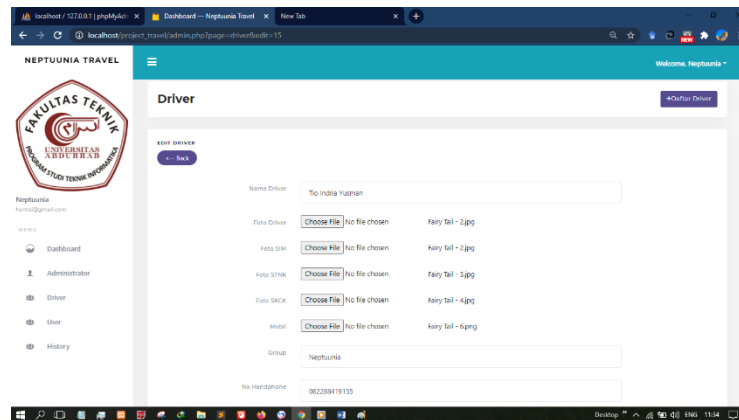 localhost / 127.0.0.1 | phpMyAdm
Dashboard — Neptuunia Travel
New Tab
localhost/project_travel/admin.php?page=driver&edit=15
NEW
NEPTUUNIA TRAVEL
Welcome, Neptuunia
FAKULTAS TEKNIK
UNIVERSITAS
ABDURRAB
PROGRAM STUDI TEKNIK INFORMATIKA
Driver
+Daftar Driver
EDIT DRIVER
<-- Back
Neptuunia
hentai@gmail.com
MENU
Dashboard
Administrator
Driver
User
History
Nama Driver
Tio Indra Yusman
Foto Driver Choose File No file chosen Fairy Tail - 2.jpg
Foto SIM Choose File No file chosen Fairy Tail - 2.jpg
Foto STNK Choose File No file chosen Fairy Tail - 3.jpg
Foto SKCK Choose File No file chosen Fairy Tail - 4.jpg
Mobil Choose File No file chosen Fairy Tail - 6.png
Group
Neptuunia
No Handphone
082288419155
Desktop ENG 11:34